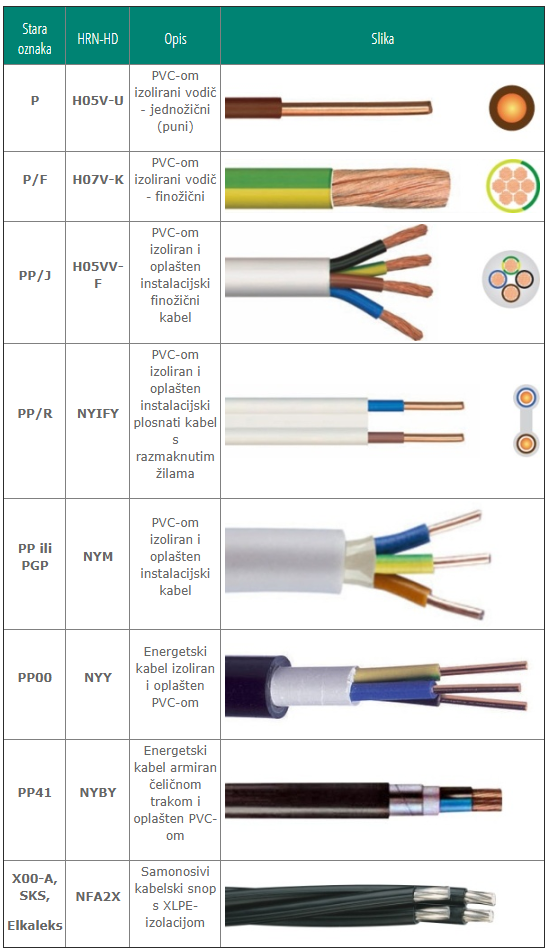 Stara
oznaka
HRN-HD
Opis
Slika
P
H05V-U
PVC-om
izolirani vodič
- jednožični
(puni)
P/F
H07V-K
PVC-om
izolirani vodič
- finožični
PP/J
H05VV-
F
PVC-om
izoliran i
oplašten
instalacijski
finožični
kabel
PP/R
NYIFY
PVC-om
izoliran i
oplašten
instalacijski
plosnati kabel
s
razmaknutim
žilama
PP ili
PGP
NYM
PVC-om
izoliran i
oplašten
instalacijski
kabel
PP00
NYY
Energetski
kabel izoliran
i oplašten
PVC-om
PP41
NYBY
Energetski
kabel armiran
čeličnom
trakom i
oplašten PVC-
om
X00-A,
SKS,
Elkaleks
NFA2X
Samonosivi
kabelski snop
s XLPE-
izolacijom